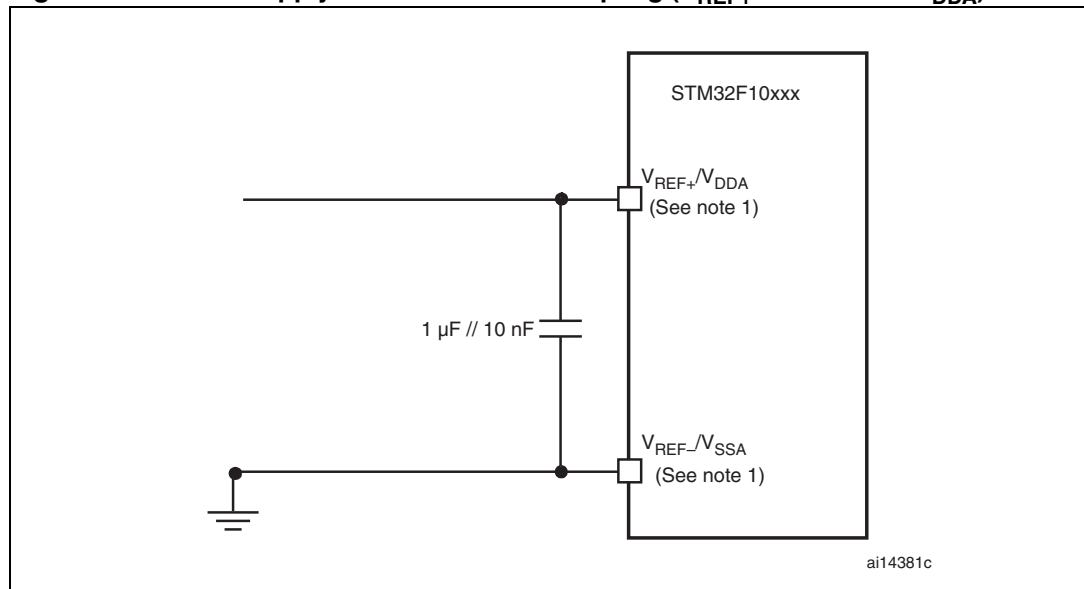 STM32F10xxx
VREF+/VDDA
(See note 1)
1 µF // 10 nF
VREF–/VSSA
(See note 1)
ai14381c